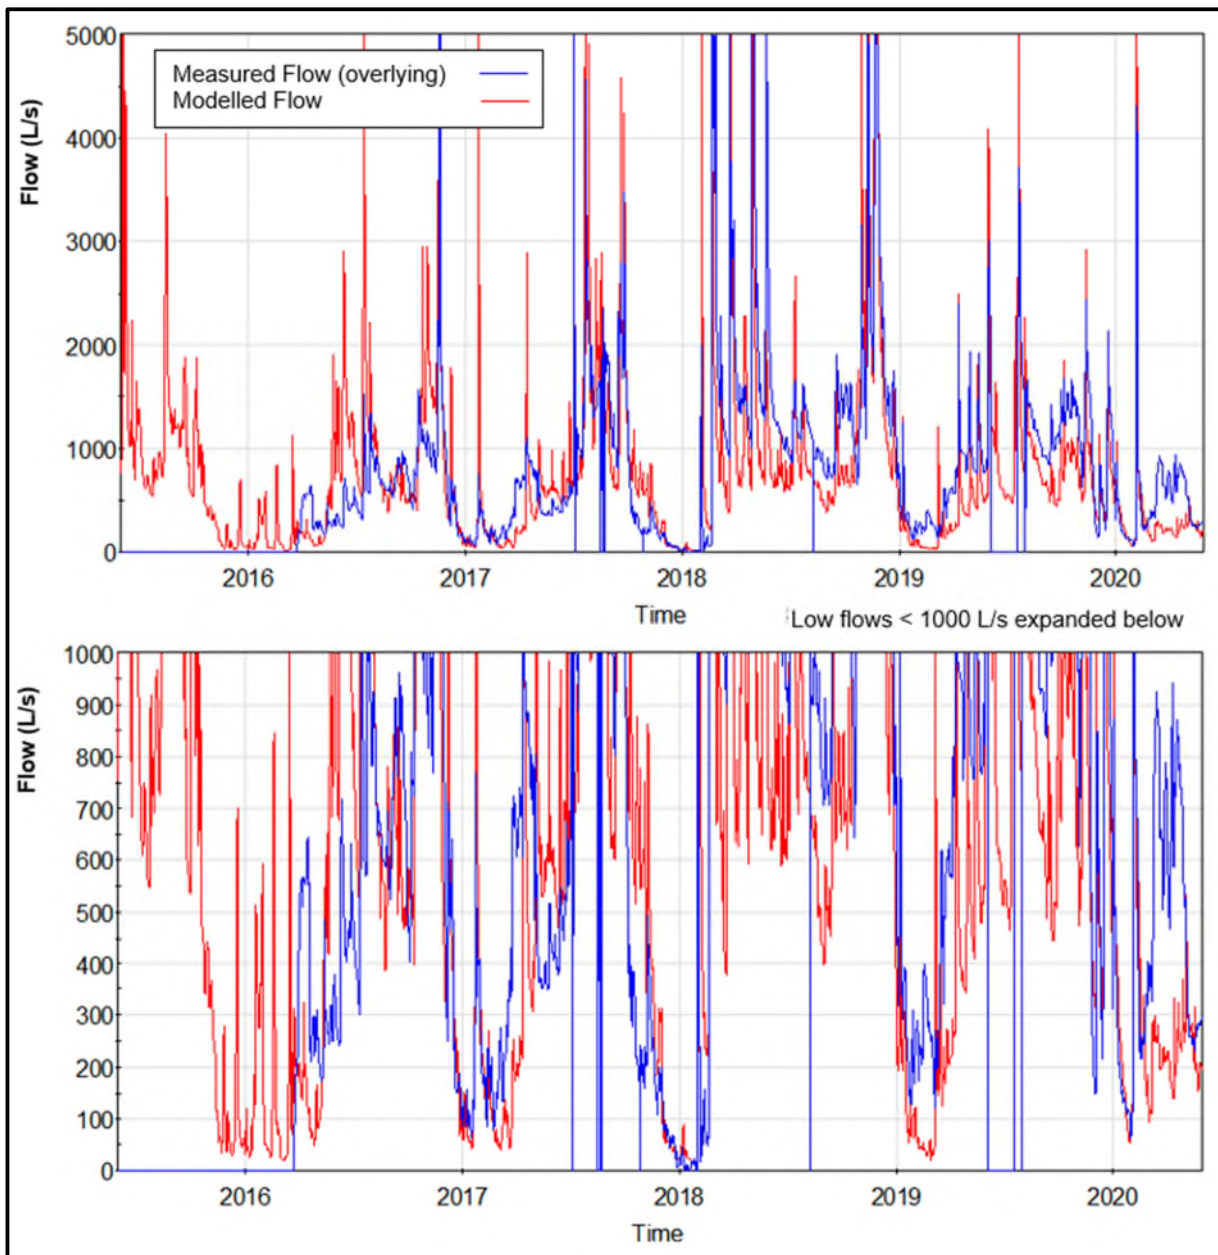 5000
4000
3000
2000
1000
0
Flow (L/s)
Measured Flow (overlying)
Modelled Flow
2016 2017 2018 2019 2020
Time
Low flows < 1000 L/s expanded below
1000
900
800
700
600
500
400
300
200
100
0
Flow (L/s)
2016 2017 2018 2019 2020
Time